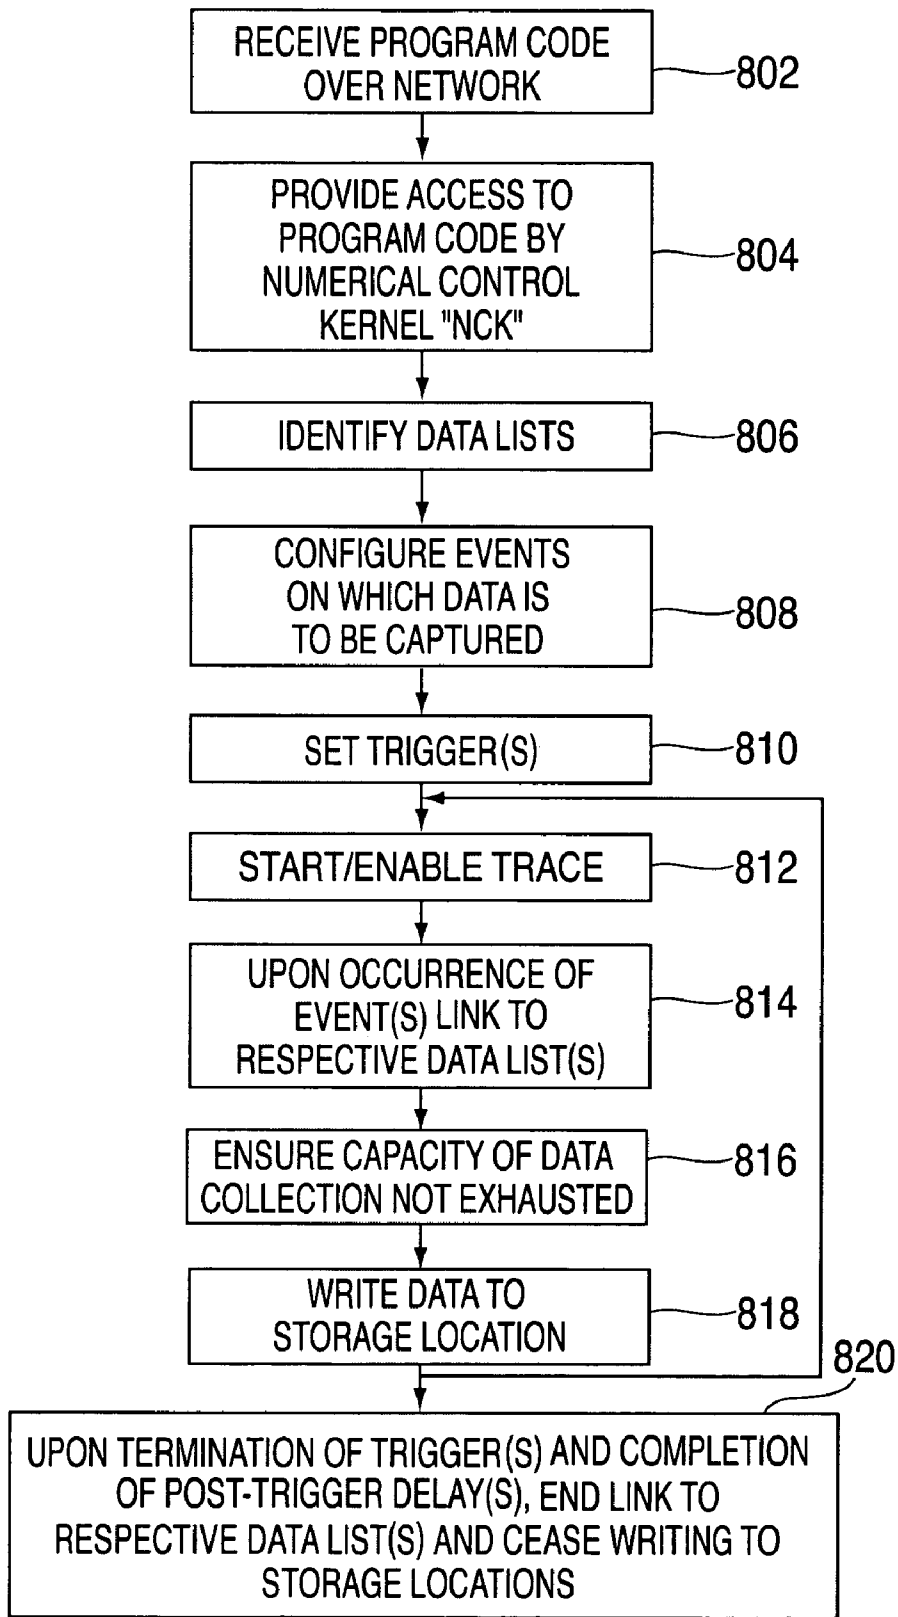 RECEIVE PROGRAM CODE
OVER NETWORK
802
PROVIDE ACCESS TO
PROGRAM CODE BY
NUMERICAL CONTROL
KERNEL "NCK"
804
IDENTIFY DATA LISTS
806
CONFIGURE EVENTS
ON WHICH DATA IS
TO BE CAPTURED
808
SET TRIGGER(S)
810
START/ENABLE TRACE
812
UPON OCCURRENCE OF
EVENT(S) LINK TO
RESPECTIVE DATA LIST(S)
814
ENSURE CAPACITY OF DATA
COLLECTION NOT EXHAUSTED
816
WRITE DATA TO
STORAGE LOCATION
818
820
UPON TERMINATION OF TRIGGER(S) AND COMPLETION
OF POST-TRIGGER DELAY(S), END LINK TO
RESPECTIVE DATA LIST(S) AND CEASE WRITING TO
STORAGE LOCATIONS